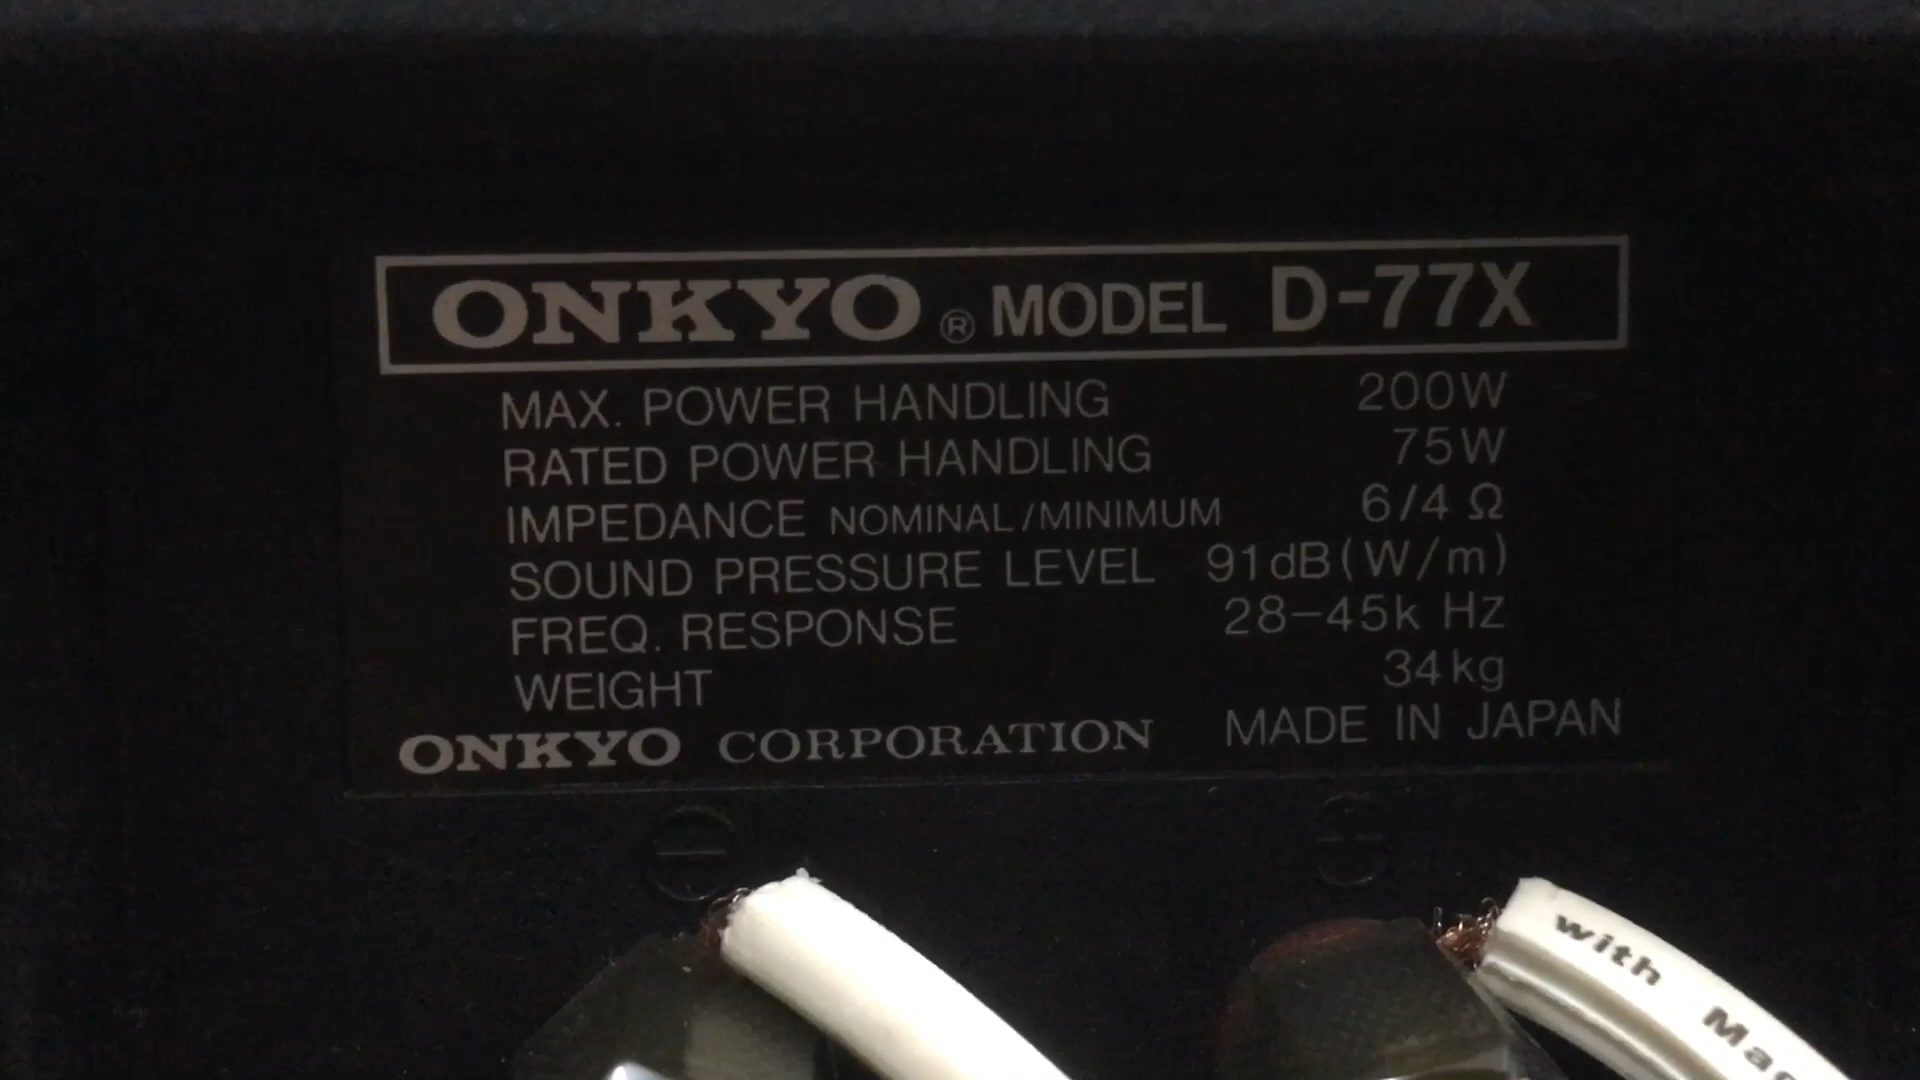 ONKYO ® MODEL D-77X
MAX. POWER HANDLING 200W
RATED POWER HANDLING 75W
IMPEDANCE NOMINAL/MINIMUM 6/4 Ω
SOUND PRESSURE LEVEL 91dB(W/m)
FREQ. RESPONSE 28–45k Hz
WEIGHT 34kg
ONKYO CORPORATION MADE IN JAPAN
with